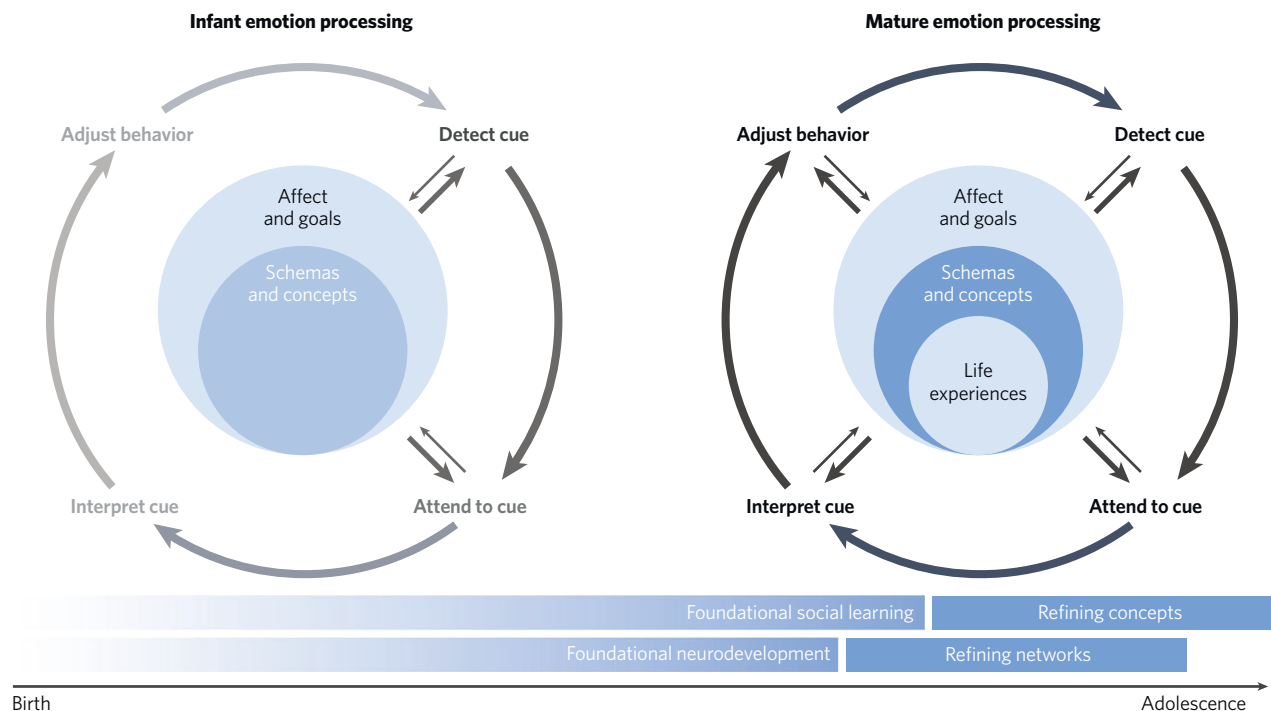 Infant emotion processing
Adjust behavior
Detect cue
Affect
and goals
Schemas
and concepts
Interpret cue
Attend to cue
Mature emotion processing
Adjust behavior
Detect cue
Affect
and goals
Schemas
and concepts
Life
experiences
Interpret cue
Attend to cue
Foundational social learning
Refining concepts
Foundational neurodevelopment
Refining networks
Birth
Adolescence